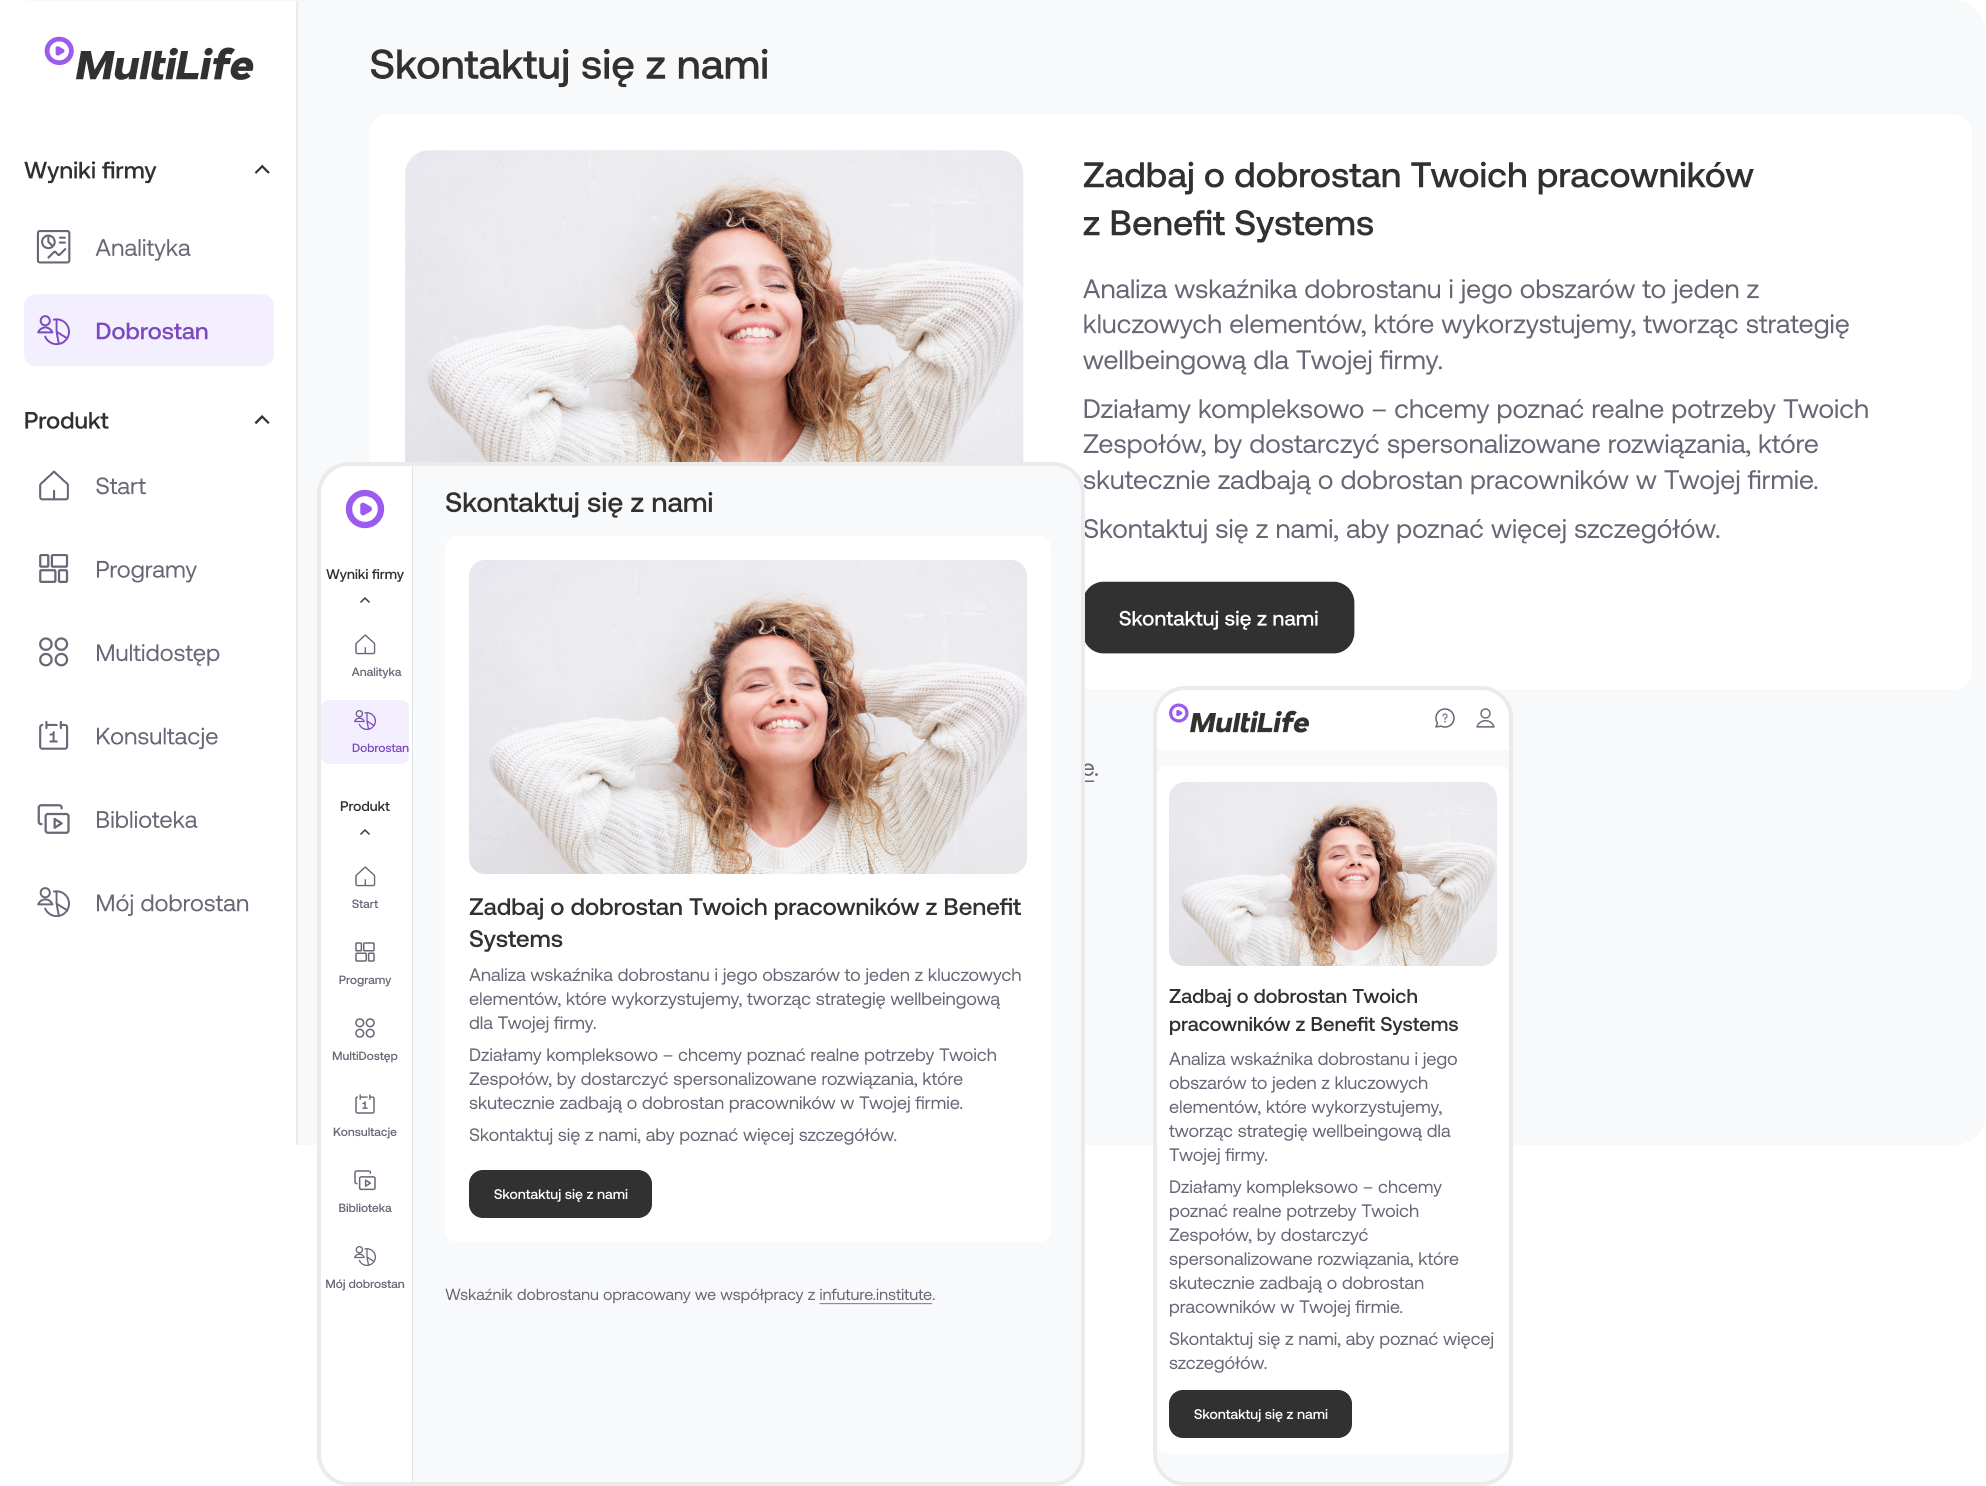 MultiLife
Wyniki firmy
Analityka
Dobrostan
Produkt
Start
Programy
Multidostęp
Konsultacje
1
Biblioteka
Mój dobrostan
Skontaktuj się z nami
Zadbaj o dobrostan Twoich pracowników
z Benefit Systems
Analiza wskaźnika dobrostanu i jego obszarów to jeden z
kluczowych elementów, które wykorzystujemy, tworząc strategię
wellbeingową dla Twojej firmy.
Działamy kompleksowo – chcemy poznać realne potrzeby Twoich
Zespołów, by dostarczyć spersonalizowane rozwiązania, które
skutecznie zadbają o dobrostan pracowników w Twojej firmie.
Skontaktuj się z nami, aby poznać więcej szczegółów.
Skontaktuj się z nami
e.
Wyniki firmy
Analityka
Dobrostan
Produkt
Start
Programy
MultiDostęp
1
Konsultacje
Biblioteka
Mój dobrostan
Skontaktuj się z nami
Zadbaj o dobrostan Twoich pracowników z Benefit
Systems
Analiza wskaźnika dobrostanu i jego obszarów to jeden z kluczowych
elementów, które wykorzystujemy, tworząc strategię wellbeingową
dla Twojej firmy.
Działamy kompleksowo – chcemy poznać realne potrzeby Twoich
Zespołów, by dostarczyć spersonalizowane rozwiązania, które
skutecznie zadbają o dobrostan pracowników w Twojej firmie.
Skontaktuj się z nami, aby poznać więcej szczegółów.
Skontaktuj się z nami
Wskaźnik dobrostanu opracowany we współpracy z infuture.institute.
MultiLife
?
Zadbaj o dobrostan Twoich
pracowników z Benefit Systems
Analiza wskaźnika dobrostanu i jego
obszarów to jeden z kluczowych
elementów, które wykorzystujemy,
tworząc strategię wellbeingową dla
Twojej firmy.
Działamy kompleksowo – chcemy
poznać realne potrzeby Twoich
Zespołów, by dostarczyć
spersonalizowane rozwiązania, które
skutecznie zadbają o dobrostan
pracowników w Twojej firmie.
Skontaktuj się z nami, aby poznać więcej
szczegółów.
Skontaktuj się z nami